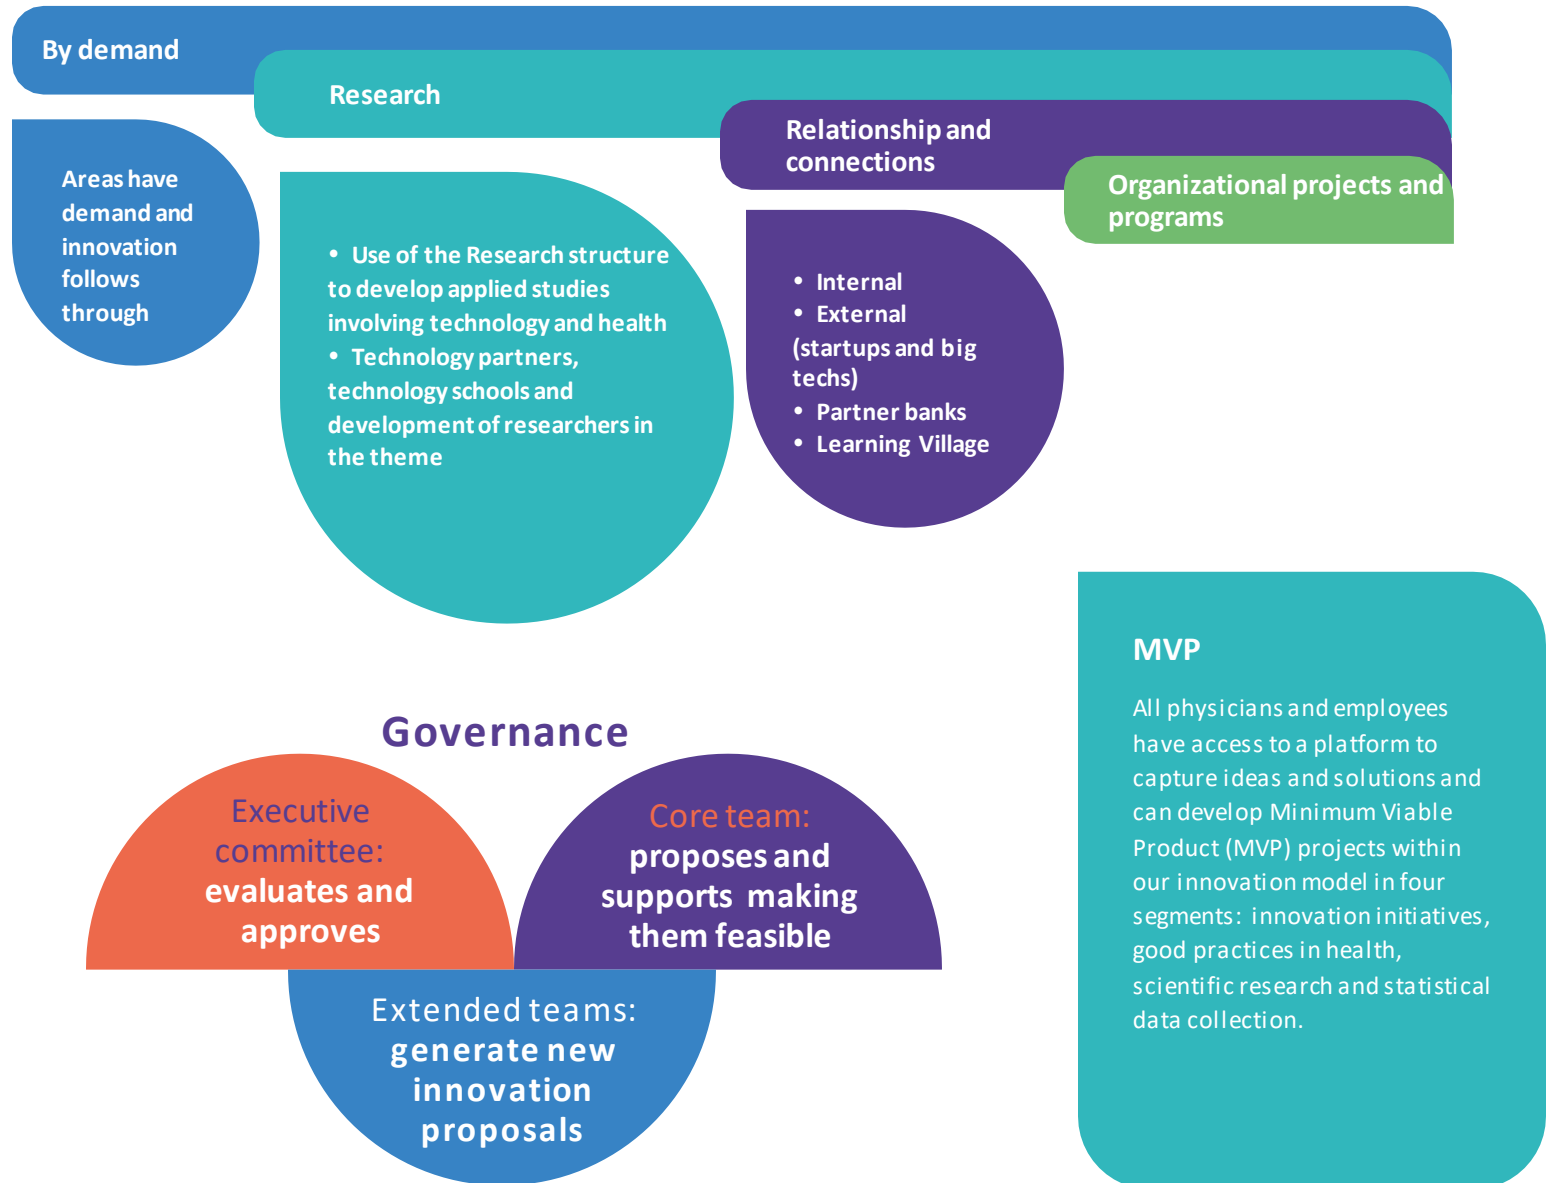 By demand
Research
Relationship and
connections
Organizational projects and
programs
Areas have
demand and
innovation
follows
through
• Use of the Research structure
to develop applied studies
involving technology and health
• Technology partners,
technology schools and
development of researchers in
the theme
• Internal
• External
(startups and big
techs)
• Partner banks
• Learning Village
MVP
All physicians and employees
have access to a platform to
capture ideas and solutions and
can develop Minimum Viable
Product (MVP) projects within
our innovation model in four
segments: innovation initiatives,
good practices in health,
scientific research and statistical
data collection.
Governance
Executive
committee:
evaluates and
approves
Core team:
proposes and
supports making
them feasible
Extended teams:
generate new
innovation
proposals